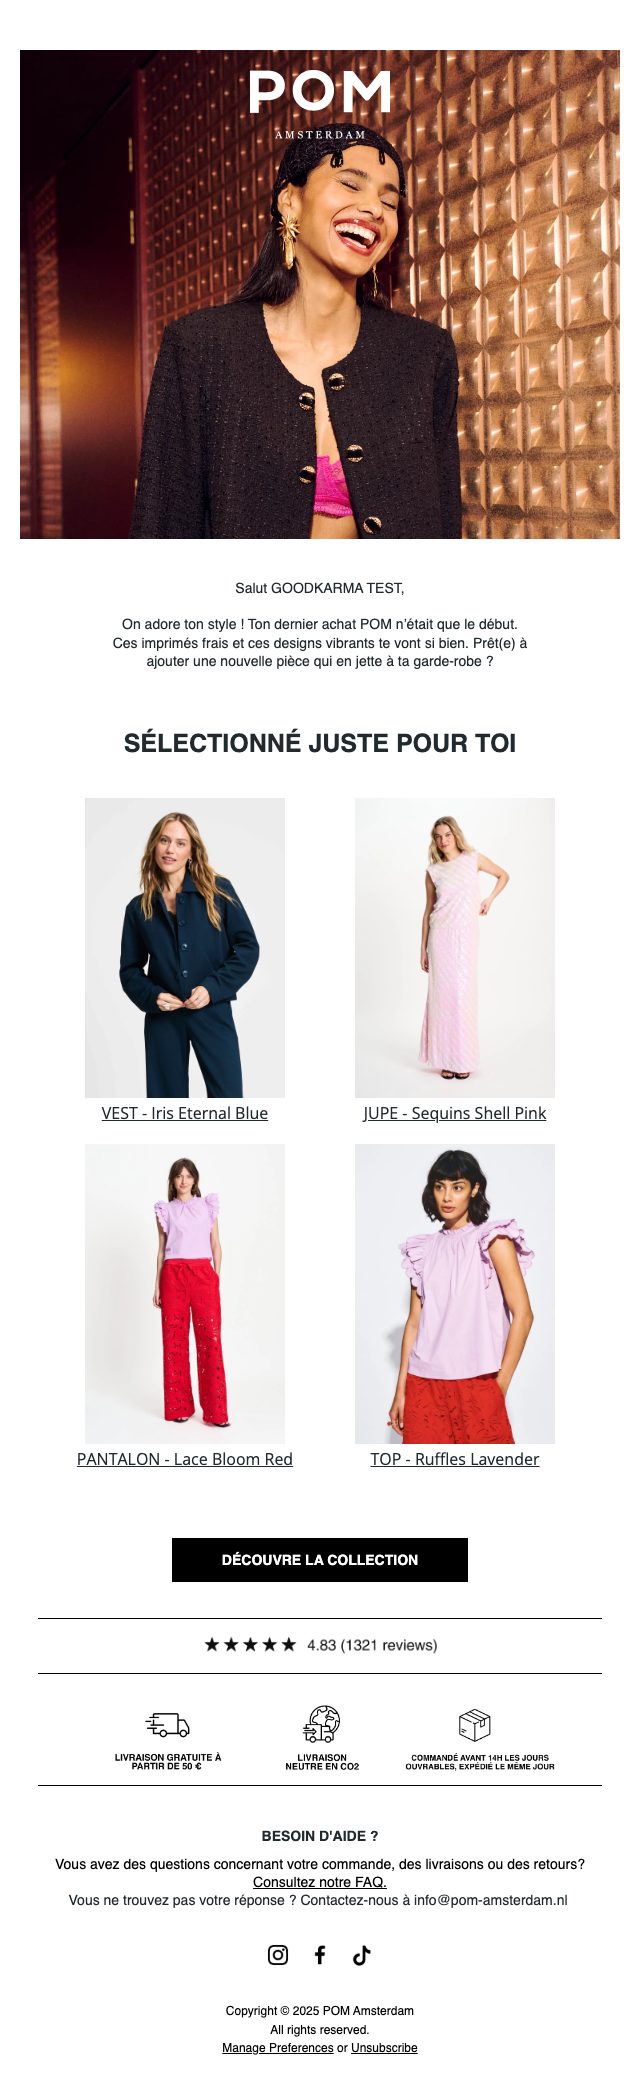 POM
AMSTERDAM
Salut GOODKARMA TEST,
On adore ton style ! Ton dernier achat POM n'était que le début.
Ces imprimés frais et ces designs vibrants te vont si bien. Prêt(e) à
ajouter une nouvelle pièce qui en jette à ta garde-robe ?
SÉLECTIONNÉ JUSTE POUR TOI
VEST - Iris Eternal Blue
JUPE - Sequins Shell Pink
PANTALON - Lace Bloom Red
TOP - Ruffles Lavender
DÉCOUVRE LA COLLECTION
4.83 (1321 reviews)
LIVRAISON GRATUITE À
PARTIR DE 50 €
LIVRAISON
NEUTRE EN CO2
COMMANDÉ AVANT 14H LES JOURS
OUVRABLES, EXPÉDIÉ LE MÊME JOUR
BESOIN D'AIDE ?
Vous avez des questions concernant votre commande, des livraisons ou des retours?
Consultez notre FAQ.
Vous ne trouvez pas votre réponse ? Contactez-nous à info@pom-amsterdam.nl
Copyright © 2025 POM Amsterdam
All rights reserved.
Manage Preferences or Unsubscribe